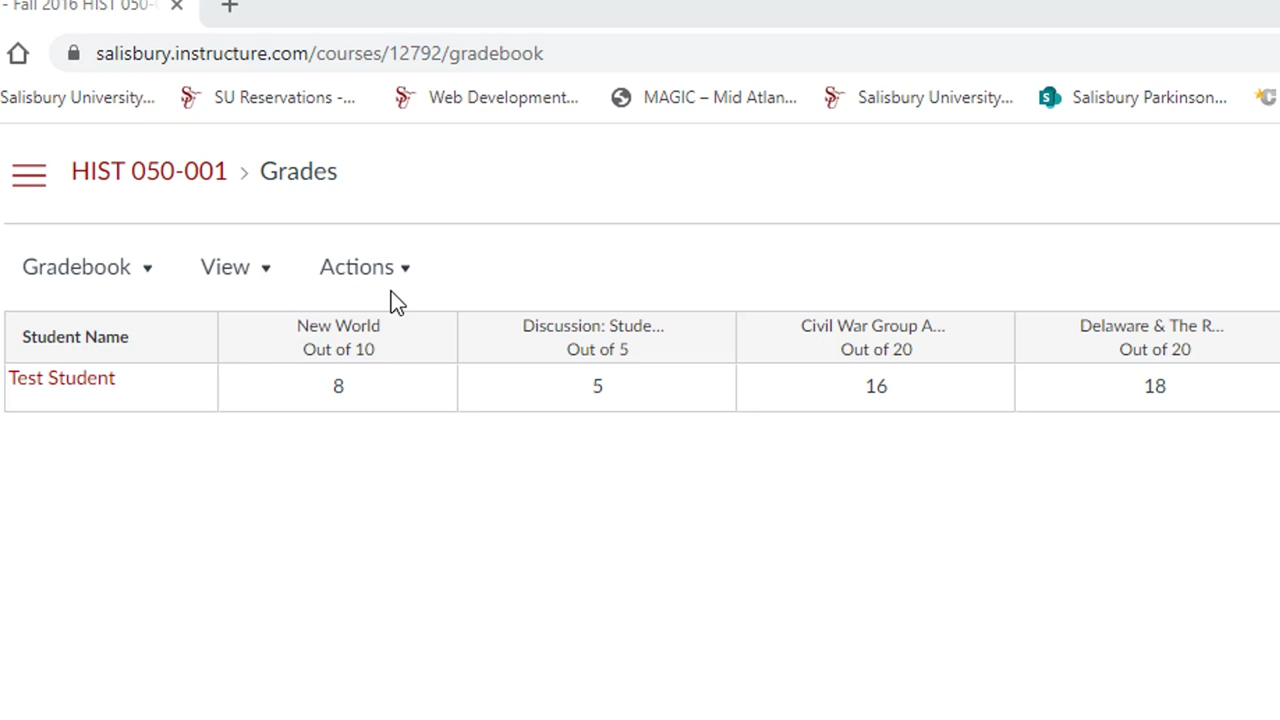 - Fall 2016 HIST 050-
salisbury.instructure.com/courses/12792/gradebook
Salisbury University... SU Reservations -... Web Development... MAGIC – Mid Atlan... Salisbury University... Salisbury Parkinson...
HIST 050-001 > Grades
Gradebook View Actions
Student Name New World Discussion: Stude... Civil War Group A... Delaware & The R...
Out of 10 Out of 5 Out of 20 Out of 20
Test Student 8 5 16 18